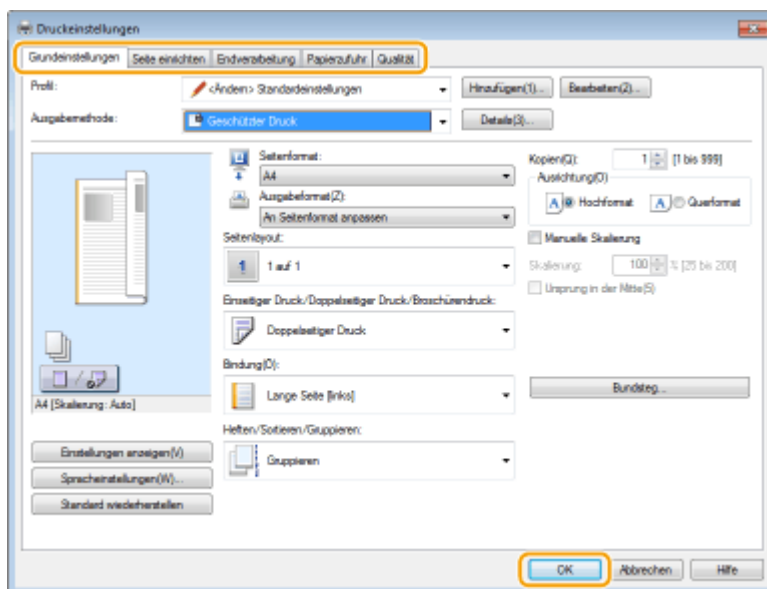 Druckeinstellungen
Grundeinstellungen Seite einrichten Endverarbeitung Papierzufuhr Qualität
Profil: <Ändern> Standardeinstellungen Hinzufügen(1)... Bearbeiten(2)...
Ausgabemethode: Geschützter Druck Details(3)...
Seitenformat:
A4
Ausgabeformat(Z):
An Seitenformat anpassen
Seitenlayout:
1 1 auf 1
Einseitiger Druck/Doppelseitiger Druck/Broschürendruck:
Doppelseitiger Druck
Bindung(O):
Lange Seite [links]
Heften/Sortieren/Gruppieren:
Gruppieren
Kopien(Q): 1 [1 bis 999]
Ausrichtung(O)
A Hochformat A Querformat
Manuelle Skalierung
Skalierung: 100 % [25 bis 200]
Ursprung in der Mitte(S)
Bundsteg...
A4 [Skalierung: Auto]
Einstellungen anzeigen(V)
Spracheinstellungen(W)...
Standard wiederherstellen
OK Abbrechen Hilfe